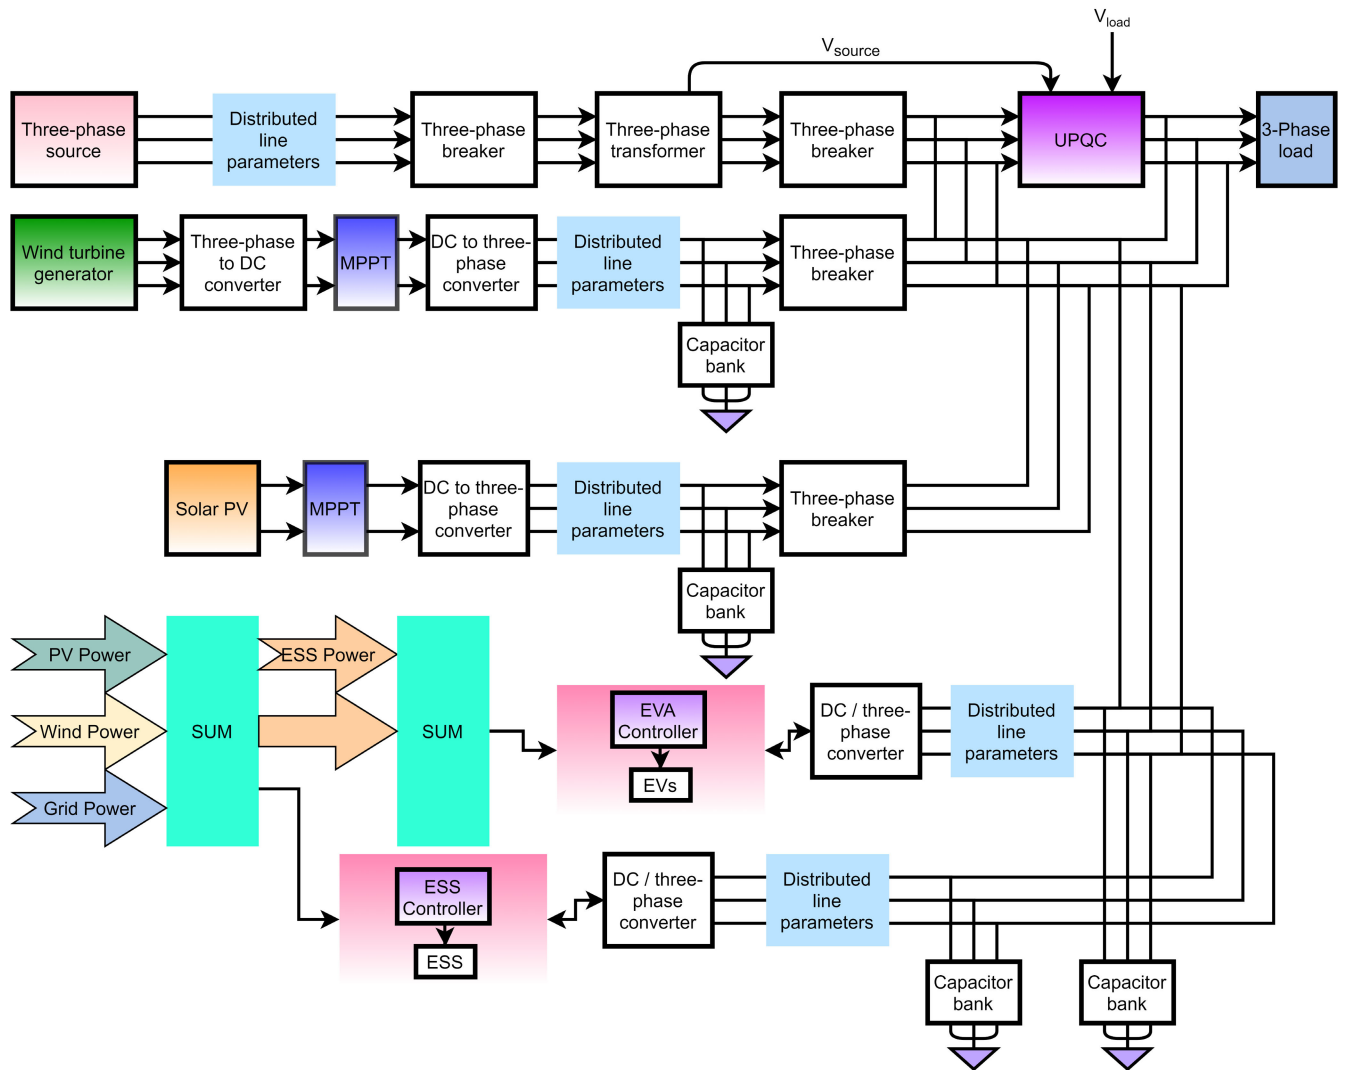 V_load
V_source
Three-phase
source
Distributed
line
parameters
Three-phase
breaker
Three-phase
transformer
Three-phase
breaker
UPQC
3-Phase
load
Wind turbine
generator
Three-phase
to DC
converter
MPPT
DC to three-
phase
converter
Distributed
line
parameters
Three-phase
breaker
Capacitor
bank
Solar PV
MPPT
DC to three-
phase
converter
Distributed
line
parameters
Three-phase
breaker
Capacitor
bank
PV Power
Wind Power
Grid Power
SUM
ESS Power
SUM
EVA
Controller
EVs
DC / three-
phase
converter
Distributed
line
parameters
ESS
Controller
ESS
DC / three-
phase
converter
Distributed
line
parameters
Capacitor
bank
Capacitor
bank